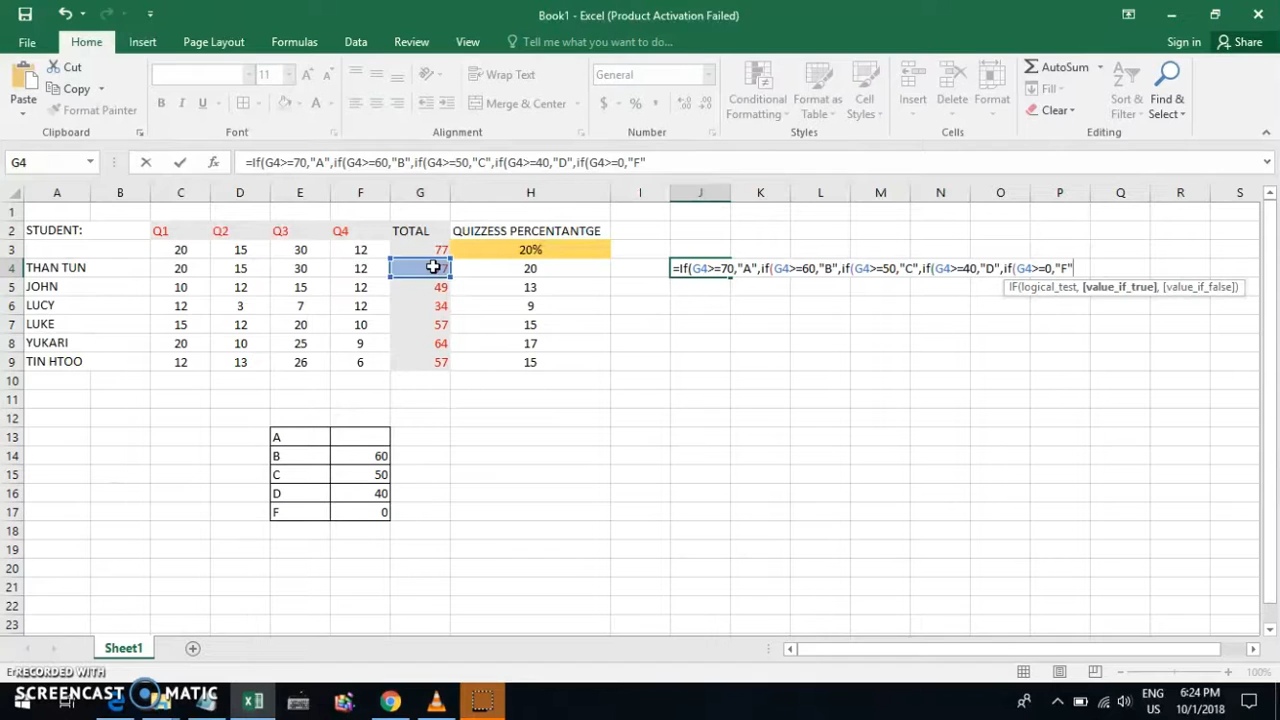 Book1 - Excel (Product Activation Failed)
File Home Insert Page Layout Formulas Data Review View Tell me what you want to do... Sign in Share
Paste Cut Copy Format Painter
11 Wrap Text Merge & Center
General $ % ,
Conditional Formatting Format as Table Cell Styles
Insert Delete Format
AutoSum Fill Clear Sort & Filter Find & Select
Clipboard Font Alignment Number Styles Cells Editing
G4 =If(G4>=70,"A",if(G4>=60,"B",if(G4>=50,"C",if(G4>=40,"D",if(G4>=0,"F"
A B C D E F G H I J K L M N O P Q R S
1
2 STUDENT: Q1 Q2 Q3 Q4 TOTAL QUIZZESS PERCENTANTGE
3 20 15 30 12 77 20%
4 THAN TUN 20 15 30 12 20 =If(G4>=70,"A",if(G4>=60,"B",if(G4>=50,"C",if(G4>=40,"D",if(G4>=0,"F"
5 JOHN 10 12 15 12 49 13 IF(logical_test, [value_if_true], [value_if_false])
6 LUCY 12 3 7 12 34 9
7 LUKE 15 12 20 10 57 15
8 YUKARI 20 10 25 9 64 17
9 TIN HTOO 12 13 26 6 57 15
10
11
12
13 A
14 B 60
15 C 50
16 D 40
17 F 0
18
19
20
21
22
23
Sheet1
RECORDED WITH
100%
SCREENCAST MATIC
ENG 6:24 PM
IN 10/1/2018